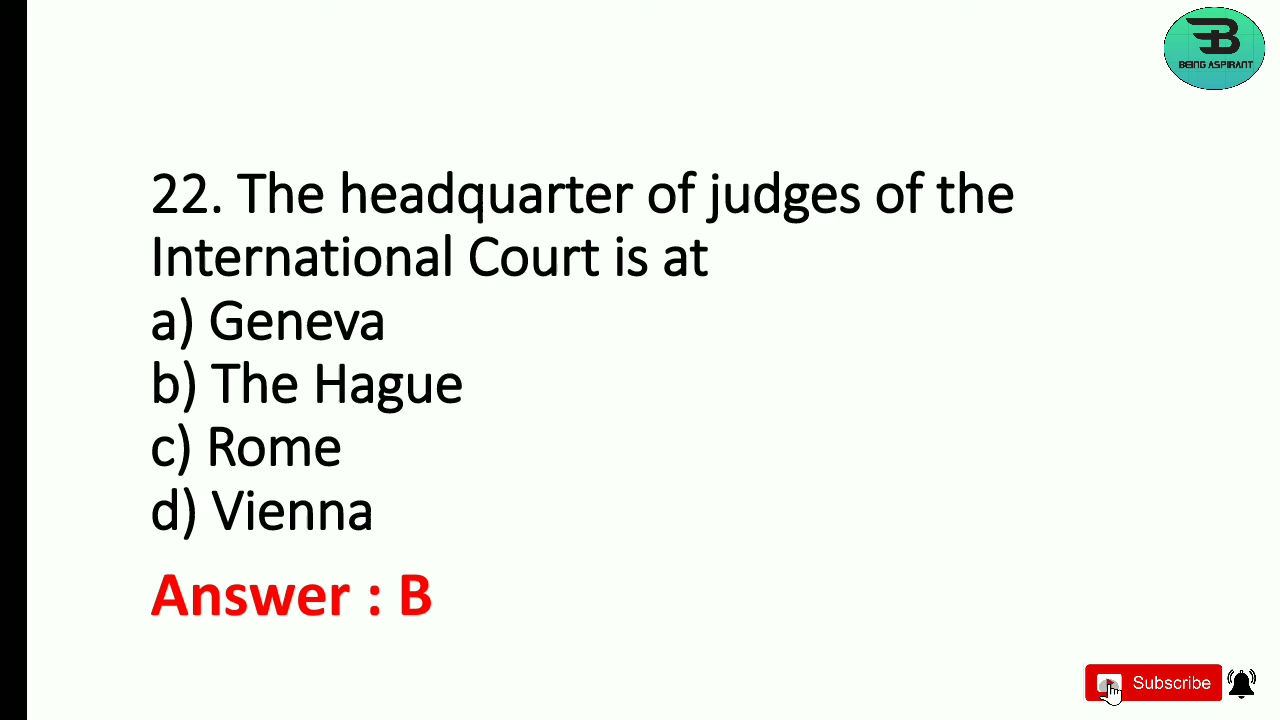 BEING ASPIRANT
22. The headquarter of judges of the
International Court is at
a) Geneva
b) The Hague
c) Rome
d) Vienna
Answer : B
Subscribe